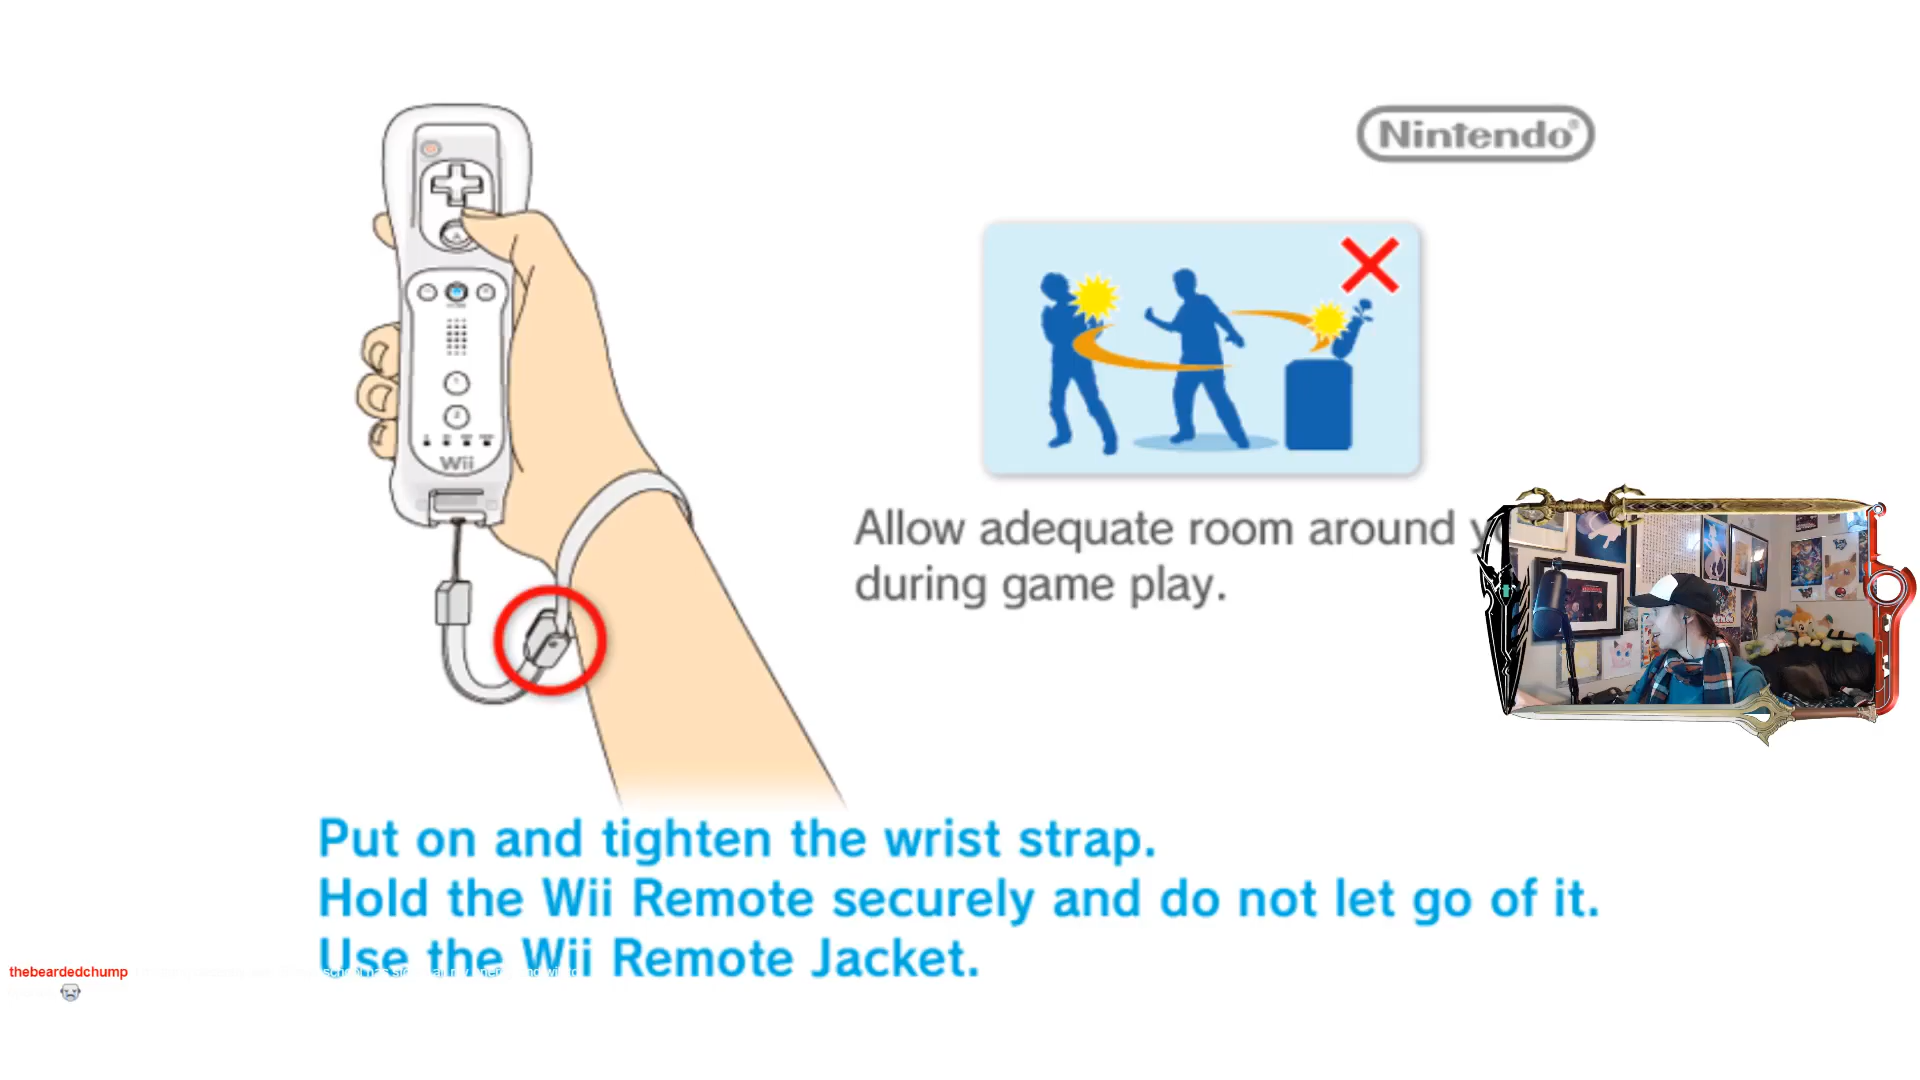 Nintendo®
Wii
Allow adequate room around
during game play.
Put on and tighten the wrist strap.
Hold the Wii Remote securely and do not let go of it.
Use the Wii Remote Jacket.
thebeardedchump